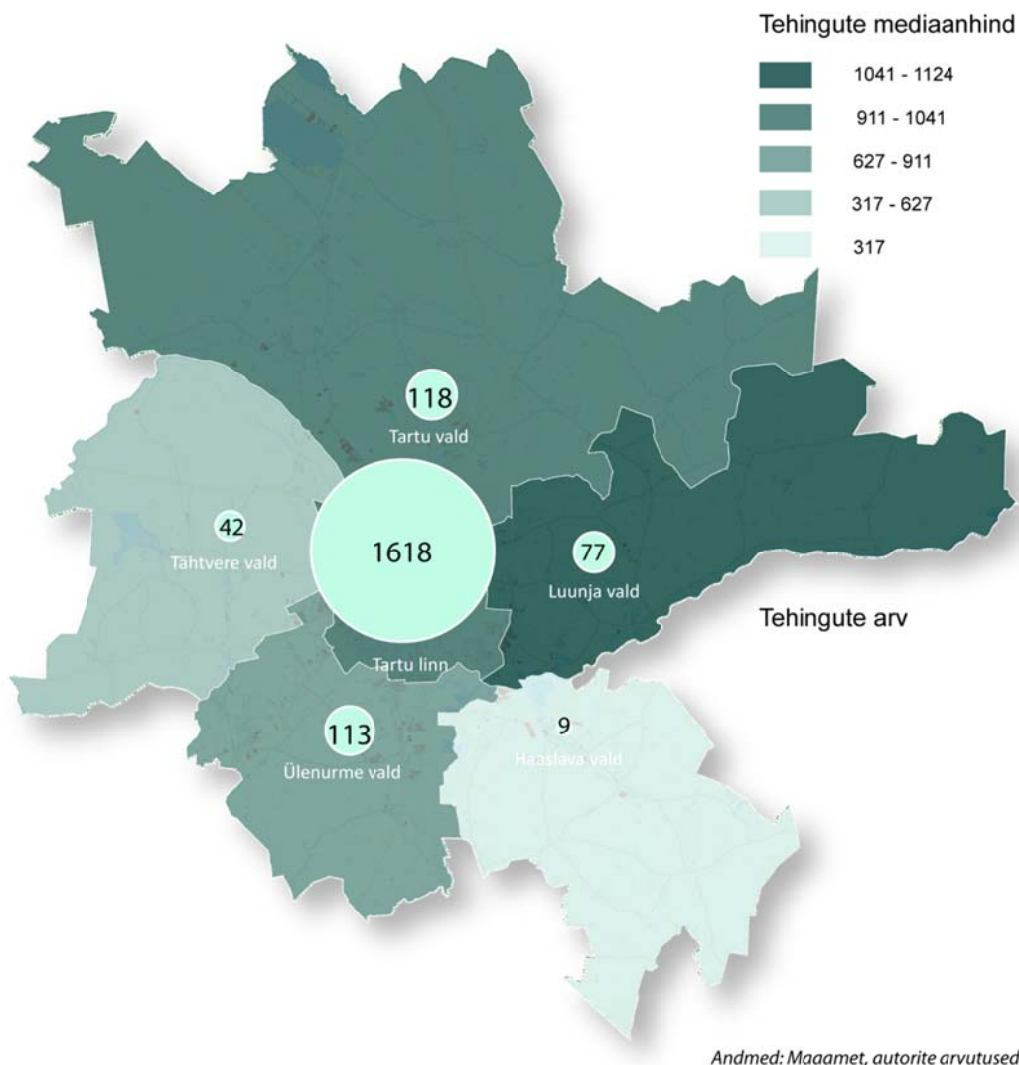 Tehingute mediaanhind
1041 - 1124
911 - 1041
627 - 911
317 - 627
317
118
Tartu vald
42
Tähtvere vald
1618
77
Luunja vald
Tehingute arv
Tartu linn
113
Ülenurme vald
9
Haaslava vald
Andmed: Maaamet, autorite arvutused